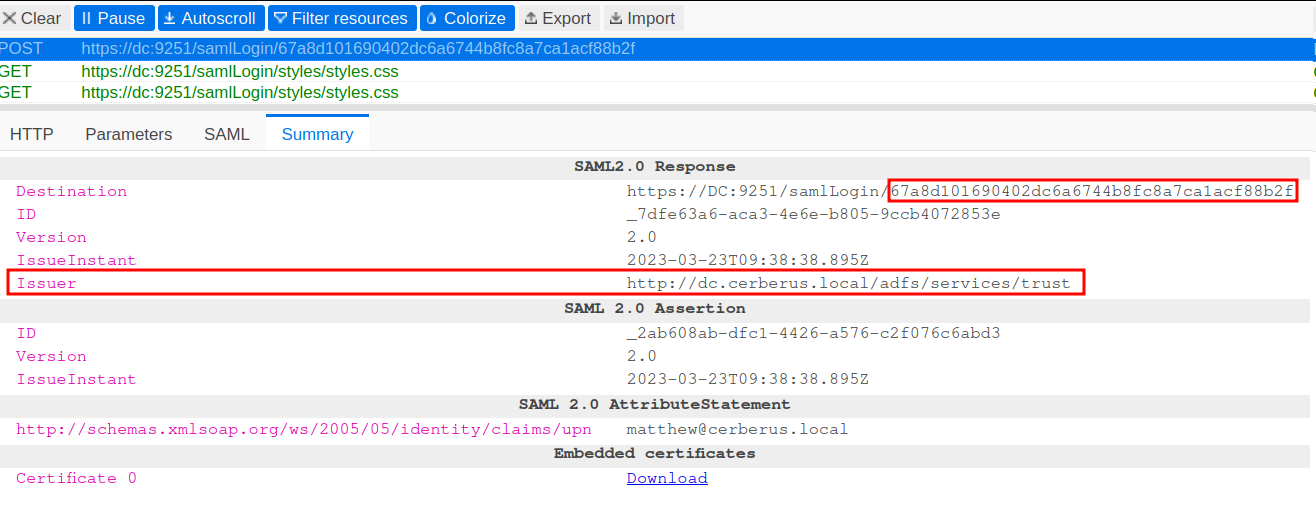 Clear Pause Autoscroll Filter resources Colorize Export Import
POST https://dc:9251/samlLogin/67a8d101690402dc6a6744b8fc8a7ca1acf88b2f
GET https://dc:9251/samlLogin/styles/styles.css
GET https://dc:9251/samlLogin/styles/styles.css
HTTP Parameters SAML Summary
SAML2.0 Response
Destination https://DC:9251/samlLogin/67a8d101690402dc6a6744b8fc8a7ca1acf88b2f
ID _7dfe63a6-aca3-4e6e-b805-9ccb4072853e
Version 2.0
IssueInstant 2023-03-23T09:38:38.895Z
Issuer http://dc.cerberus.local/adfs/services/trust
SAML 2.0 Assertion
ID _2ab608ab-dfc1-4426-a576-c2f076c6abd3
Version 2.0
IssueInstant 2023-03-23T09:38:38.895Z
SAML 2.0 AttributeStatement
http://schemas.xmlsoap.org/ws/2005/05/identity/claims/upn matthew@cerberus.local
Embedded certificates
Certificate 0 Download